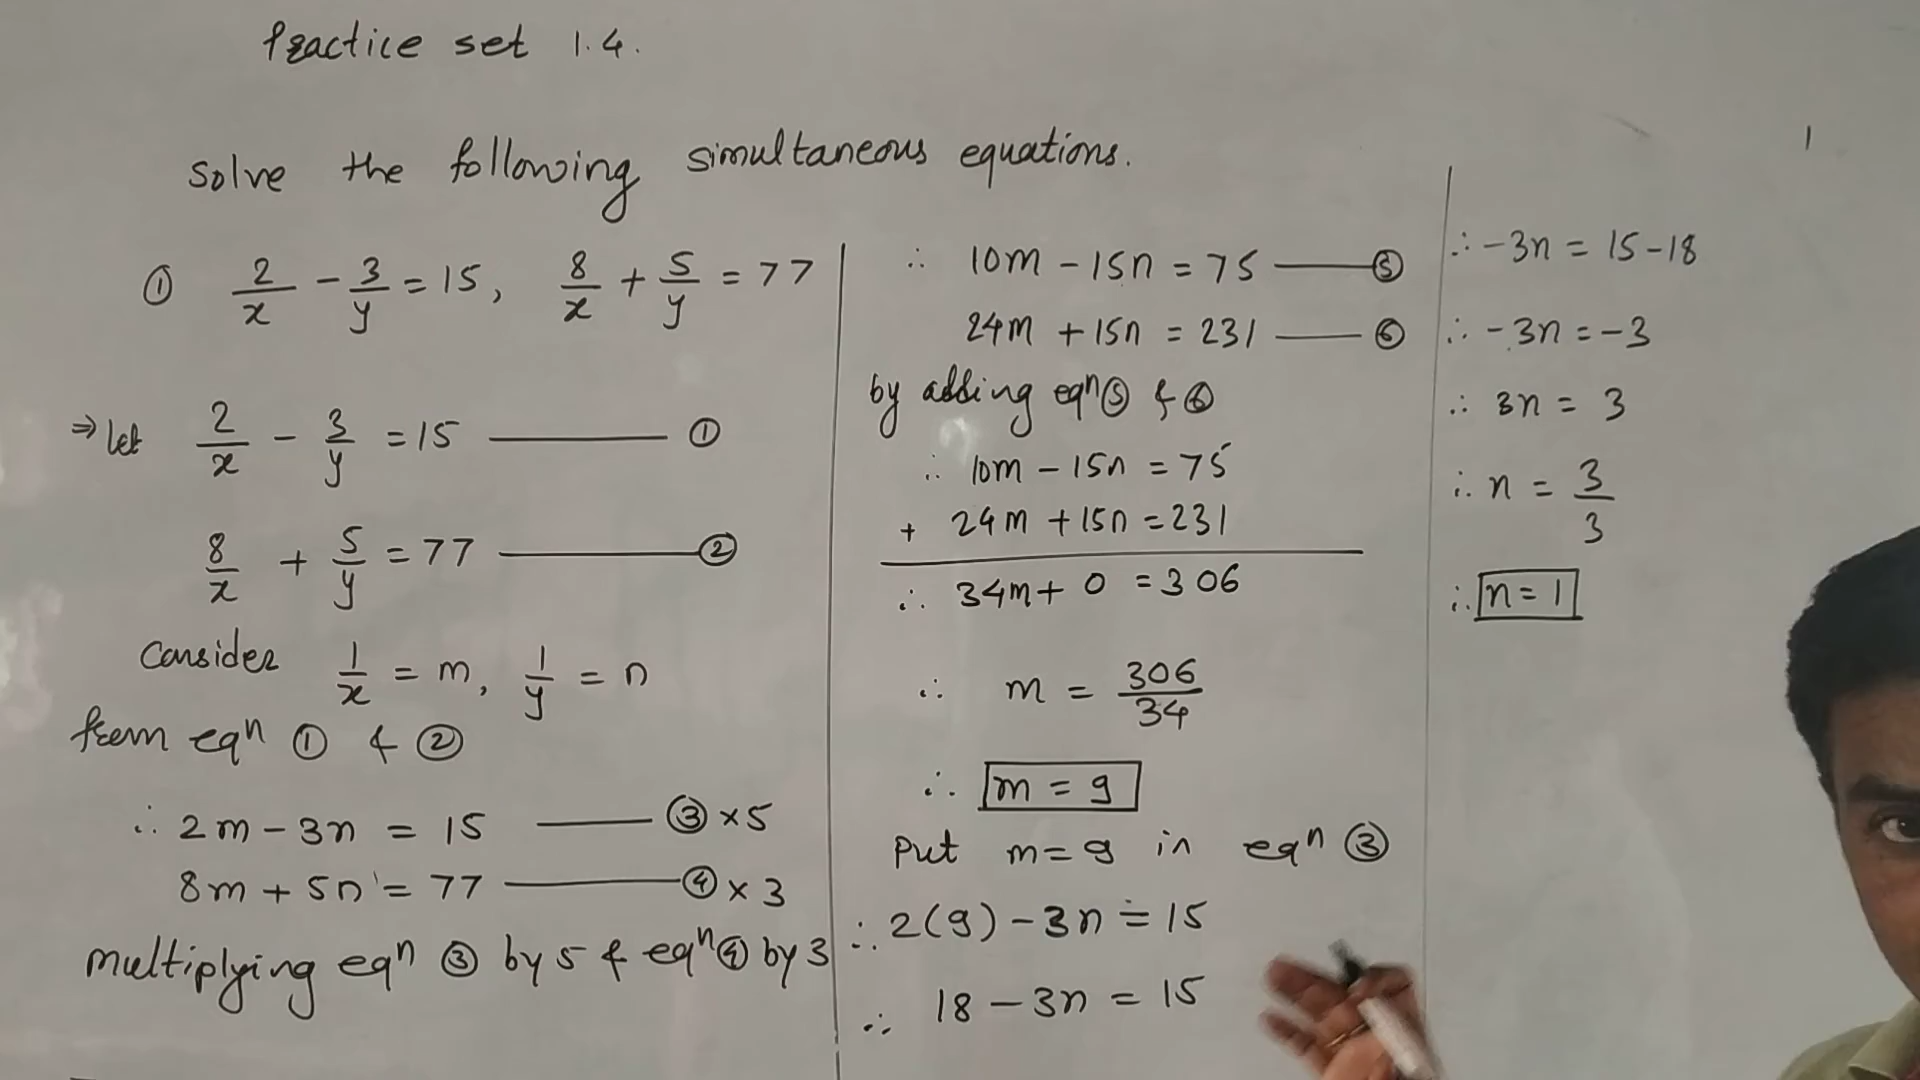 Practice set 1.4.
Solve the following simultaneous equations.
① 2/x - 3/y = 15, 8/x + 5/y = 77
⇒ let 2/x - 3/y = 15 —— ①
8/x + 5/y = 77 —— ②
Consider 1/x = m, 1/y = n
from eqn ① & ②
∴ 2m - 3n = 15 —— ③ × 5
8m + 5n = 77 —— ④ × 3
multiplying eqn ③ by 5 & eqn ④ by 3
∴ 10m - 15n = 75 —— ⑤
24m + 15n = 231 —— ⑥
by adding eqn ⑤ & ⑥
∴ 10m - 15n = 75
+ 24m + 15n = 231
∴ 34m + 0 = 306
∴ m = 306/34
∴ m = 9
Put m = 9 in eqn ③
∴ 2(9) - 3n = 15
∴ 18 - 3n = 15
∴ -3n = 15 - 18
∴ -3n = -3
∴ 3n = 3
∴ n = 3/3
∴ n = 1